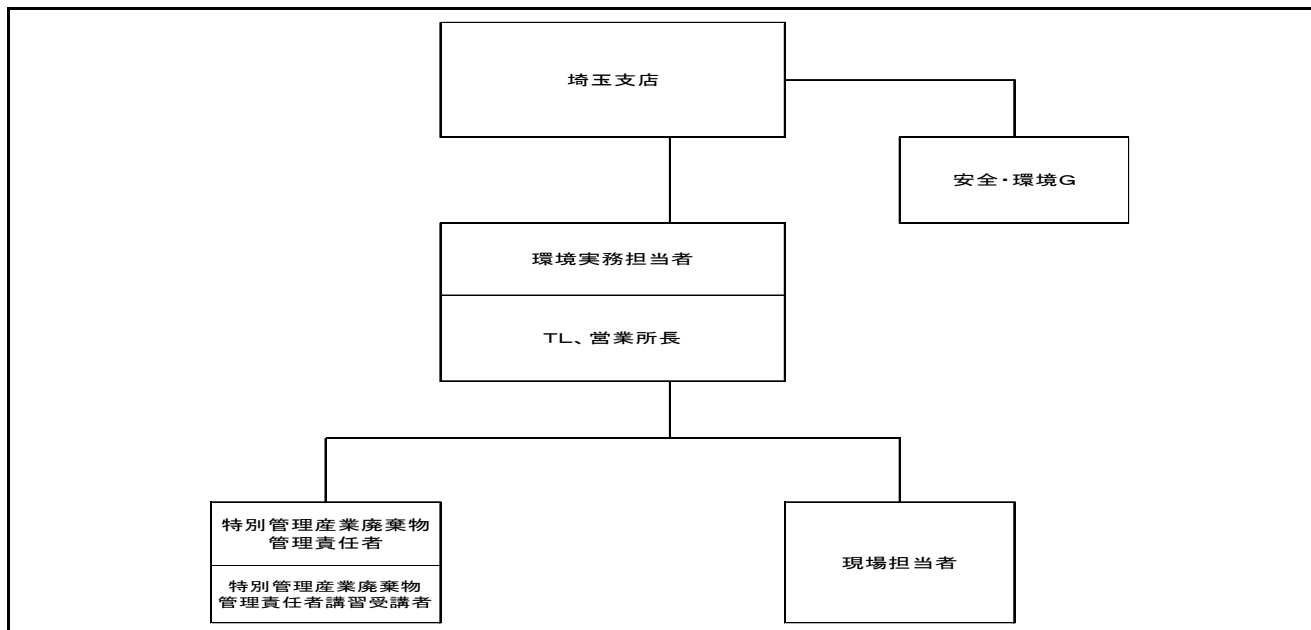 埼玉支店
安全・環境G
環境実務担当者
TL、営業所長
特別管理産業廃棄物
管理責任者
特別管理産業廃棄物
管理責任者講習受講者
現場担当者